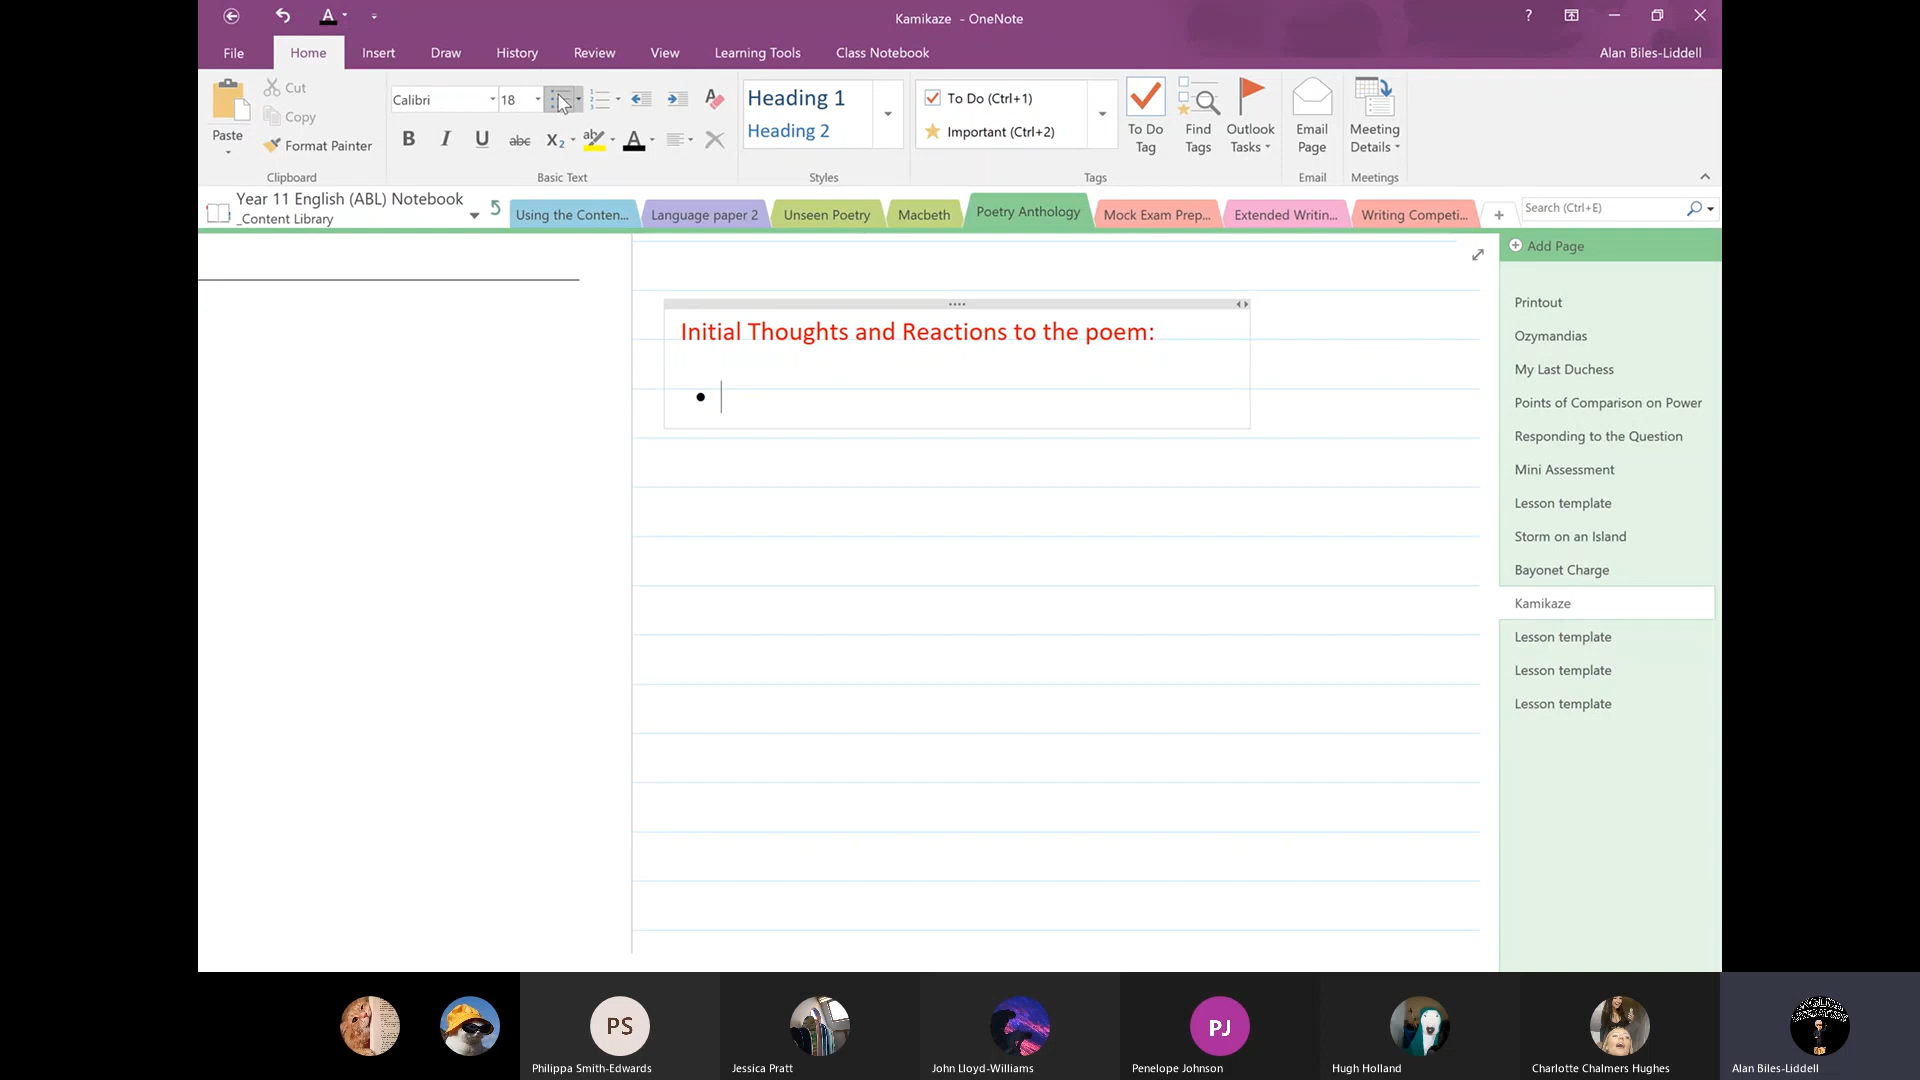 Kamikaze - OneNote
?
File
Home
Insert
Draw
History
Review
View
Learning Tools
Class Notebook
Alan Biles-Liddell
Paste
Cut
Copy
Format Painter
Clipboard
Calibri
18
B I U abc X2 ab A
Basic Text
Heading 1
Heading 2
Styles
To Do (Ctrl+1)
Important (Ctrl+2)
Tags
To Do
Tag
Find
Tags
Outlook
Tasks
Email
Page
Email
Meeting
Details
Meetings
Year 11 English (ABL) Notebook
_Content Library
Using the Conten...
Language paper 2
Unseen Poetry
Macbeth
Poetry Anthology
Mock Exam Prep...
Extended Writin...
Writing Competi...
Search (Ctrl+E)
Initial Thoughts and Reactions to the poem:
Add Page
Printout
Ozymandias
My Last Duchess
Points of Comparison on Power
Responding to the Question
Mini Assessment
Lesson template
Storm on an Island
Bayonet Charge
Kamikaze
Lesson template
Lesson template
Lesson template
PS
Philippa Smith-Edwards
Jessica Pratt
John Lloyd-Williams
PJ
Penelope Johnson
Hugh Holland
Charlotte Chalmers Hughes
Alan Biles-Liddell